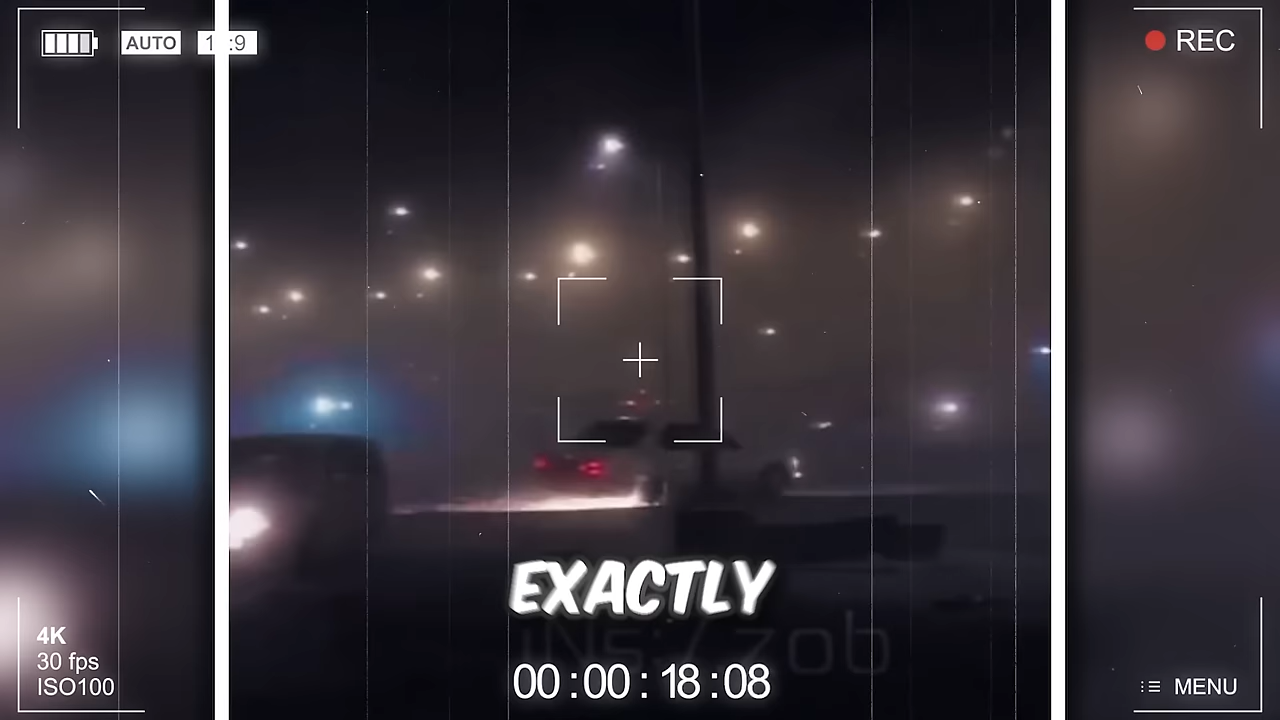 AUTO
REC
EXACTLY
4K
30 fps
ISO100
00:00:18:08
MENU